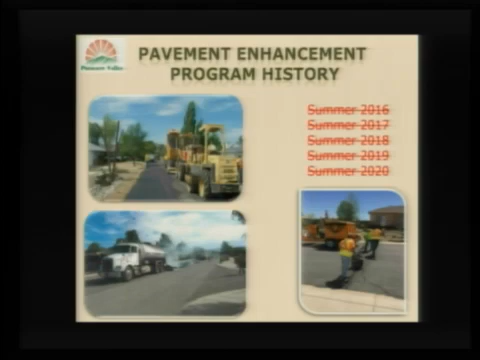 PAVEMENT ENHANCEMENT
PROGRAM HISTORY
Summer 2016
Summer 2017
Summer 2018
Summer 2019
Summer 2020